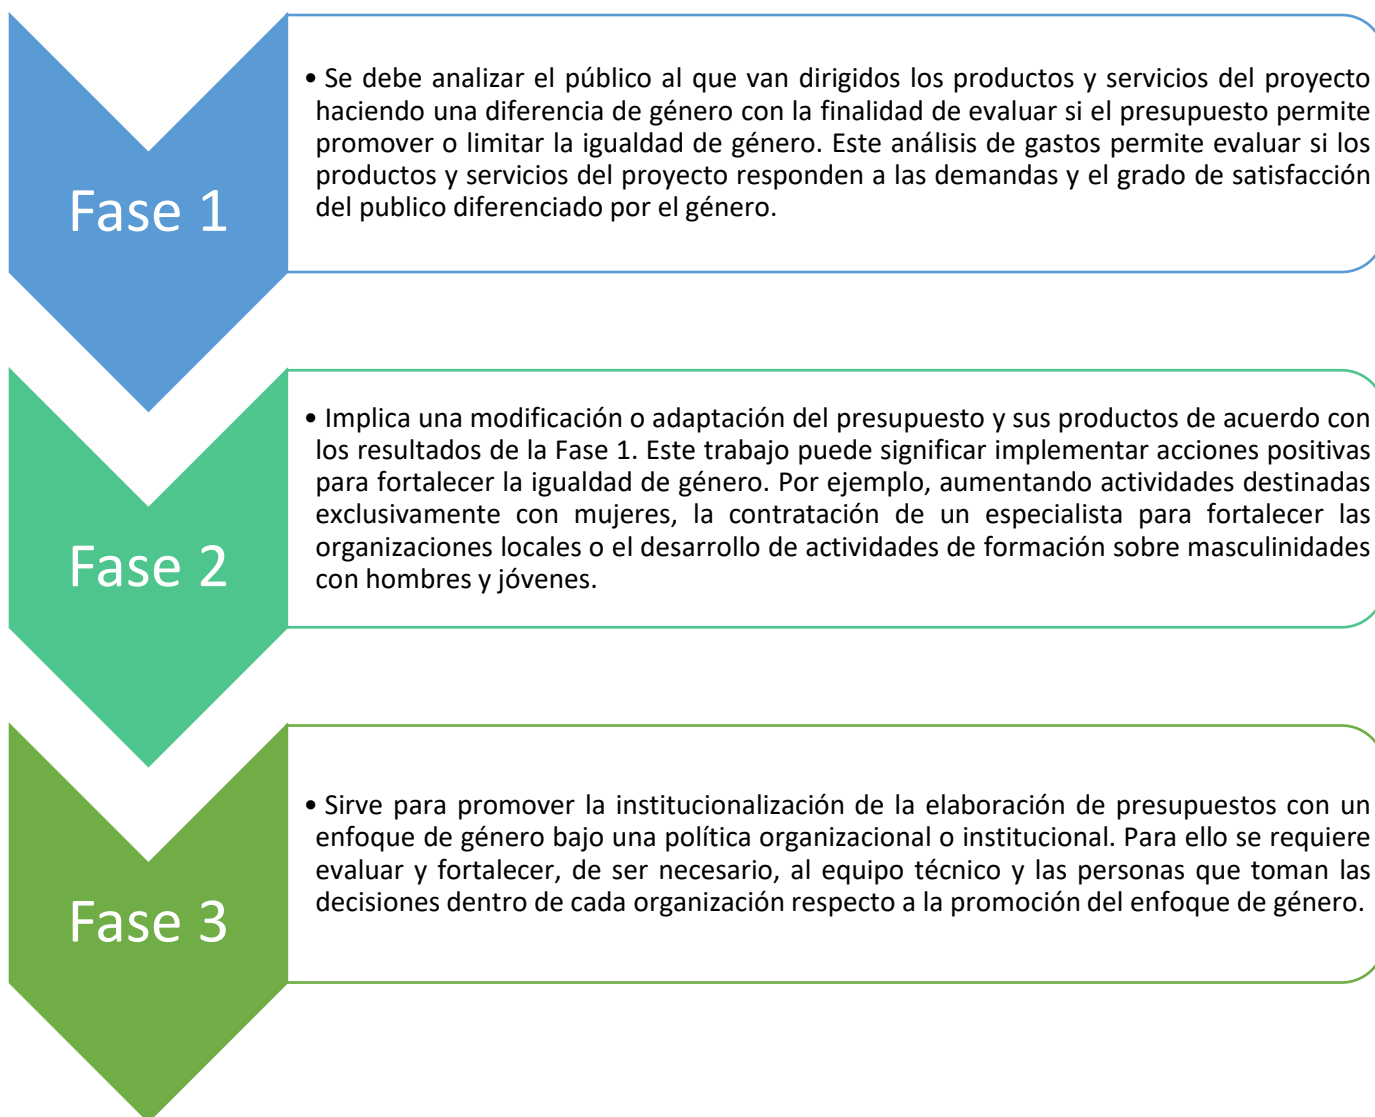 Fase 1
• Se debe analizar el público al que van dirigidos los productos y servicios del proyecto
haciendo una diferencia de género con la finalidad de evaluar si el presupuesto permite
promover o limitar la igualdad de género. Este análisis de gastos permite evaluar si los
productos y servicios del proyecto responden a las demandas y el grado de satisfacción
del publico diferenciado por el género.
Fase 2
• Implica una modificación o adaptación del presupuesto y sus productos de acuerdo con
los resultados de la Fase 1. Este trabajo puede significar implementar acciones positivas
para fortalecer la igualdad de género. Por ejemplo, aumentando actividades destinadas
exclusivamente con mujeres, la contratación de un especialista para fortalecer las
organizaciones locales o el desarrollo de actividades de formación sobre masculinidades
con hombres y jóvenes.
Fase 3
• Sirve para promover la institucionalización de la elaboración de presupuestos con un
enfoque de género bajo una política organizacional o institucional. Para ello se requiere
evaluar y fortalecer, de ser necesario, al equipo técnico y las personas que toman las
decisiones dentro de cada organización respecto a la promoción del enfoque de género.